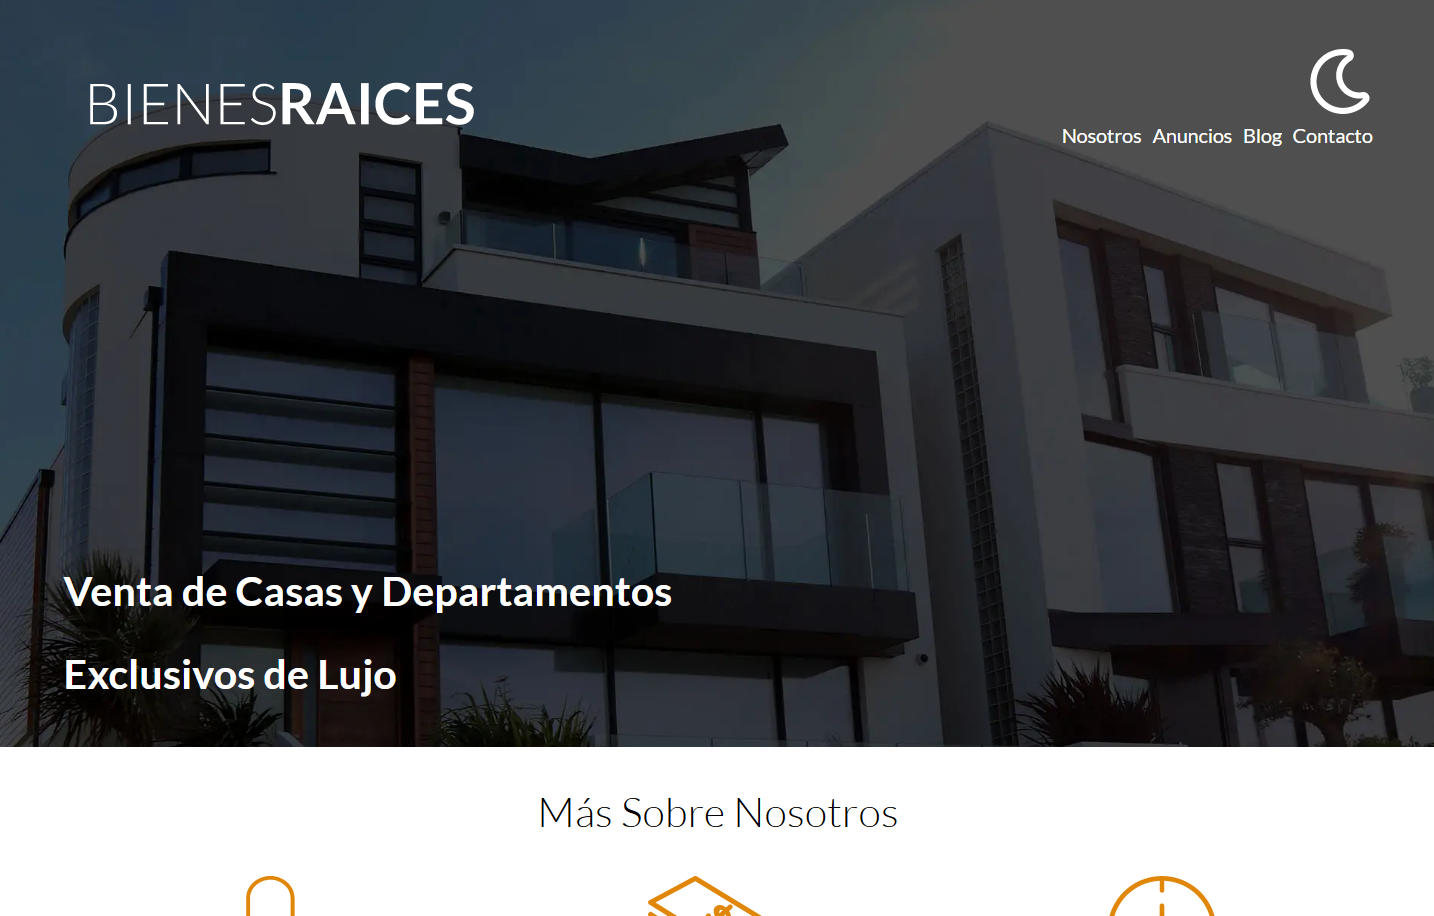 BIENESRAICES
Nosotros Anuncios Blog Contacto
Venta de Casas y Departamentos
Exclusivos de Lujo
Más Sobre Nosotros